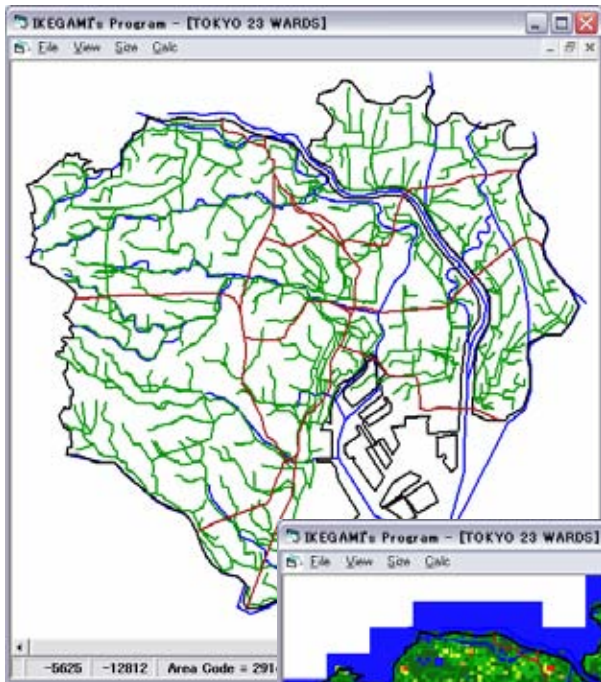 IKEGAMI's Program - [TOKYO 23 WARDS]
File View Size Calc
-5625 -12812 Area Code = 291
IKEGAMI's Program - [TOKYO 23 WARDS]
File View Size Calc